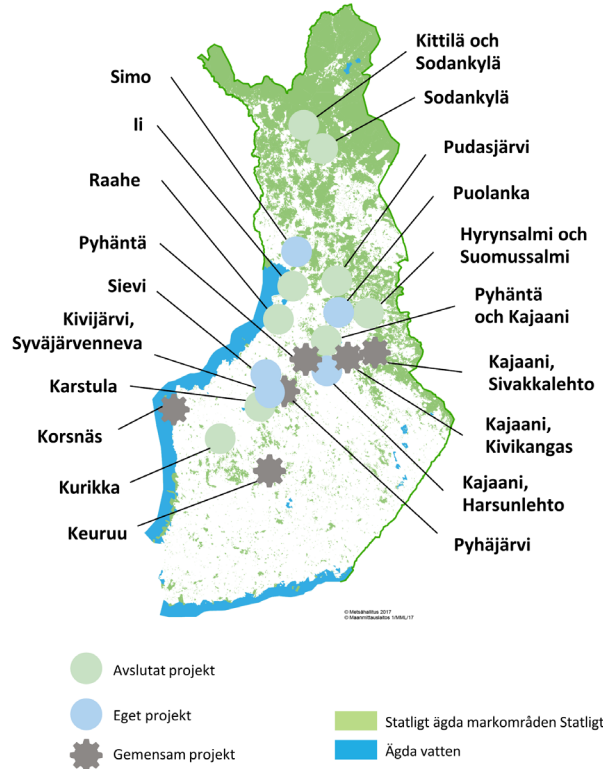 Kittilä och
Sodankylä
Simo
Sodankylä
Ii
Pudasjärvi
Raahe
Puolanka
Pyhäntä
Hyrynsalmi och
Suomussalmi
Sievi
Pyhäntä
och Kajaani
Kivijärvi,
Syväjärvenneva
Kajaani,
Sivakkalehto
Karstula
Kajaani,
Kivikangas
Korsnäs
Kurikka
Kajaani,
Harsunlehto
Keuruu
Pyhäjärvi
© Metsähallitus 2017
© Maanmittauslaitos 1/MML/17
Avslutat projekt
Eget projekt
Gemensam projekt
Statligt ägda markområden Statligt
Ägda vatten